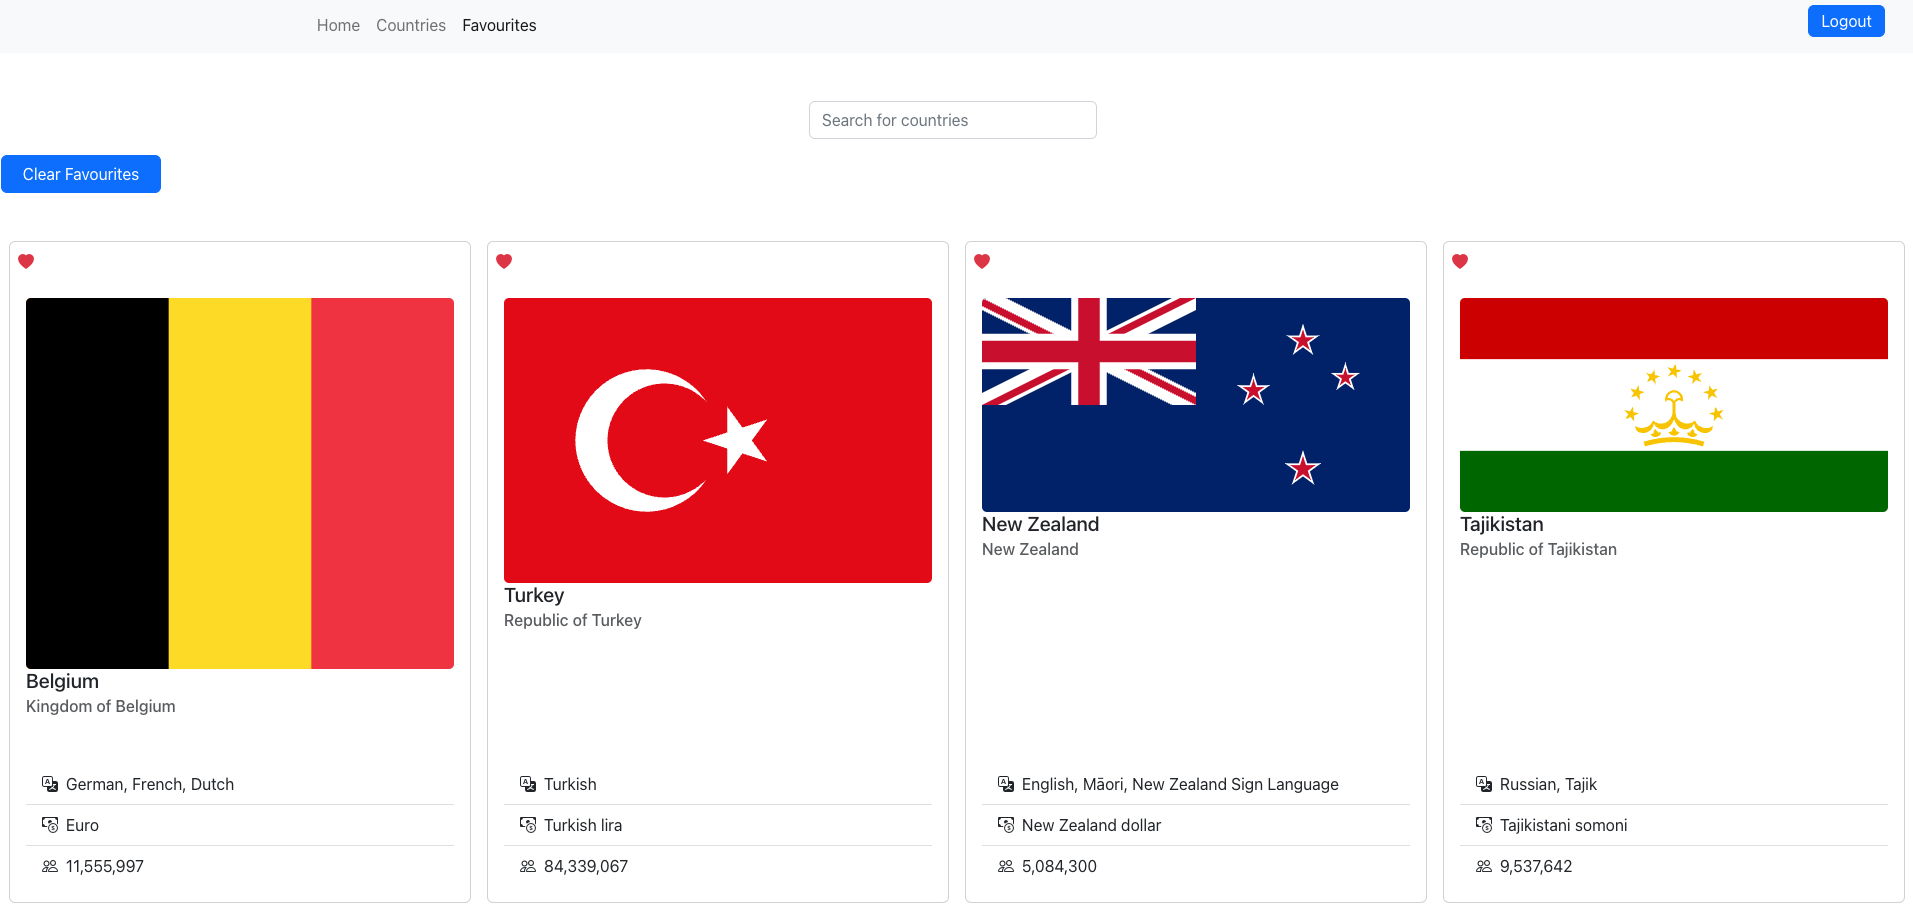 Home Countries Favourites Logout
Search for countries
Clear Favourites
Belgium
Kingdom of Belgium
German, French, Dutch
Euro
11,555,997
Turkey
Republic of Turkey
Turkish
Turkish lira
84,339,067
New Zealand
New Zealand
English, Māori, New Zealand Sign Language
New Zealand dollar
5,084,300
Tajikistan
Republic of Tajikistan
Russian, Tajik
Tajikistani somoni
9,537,642